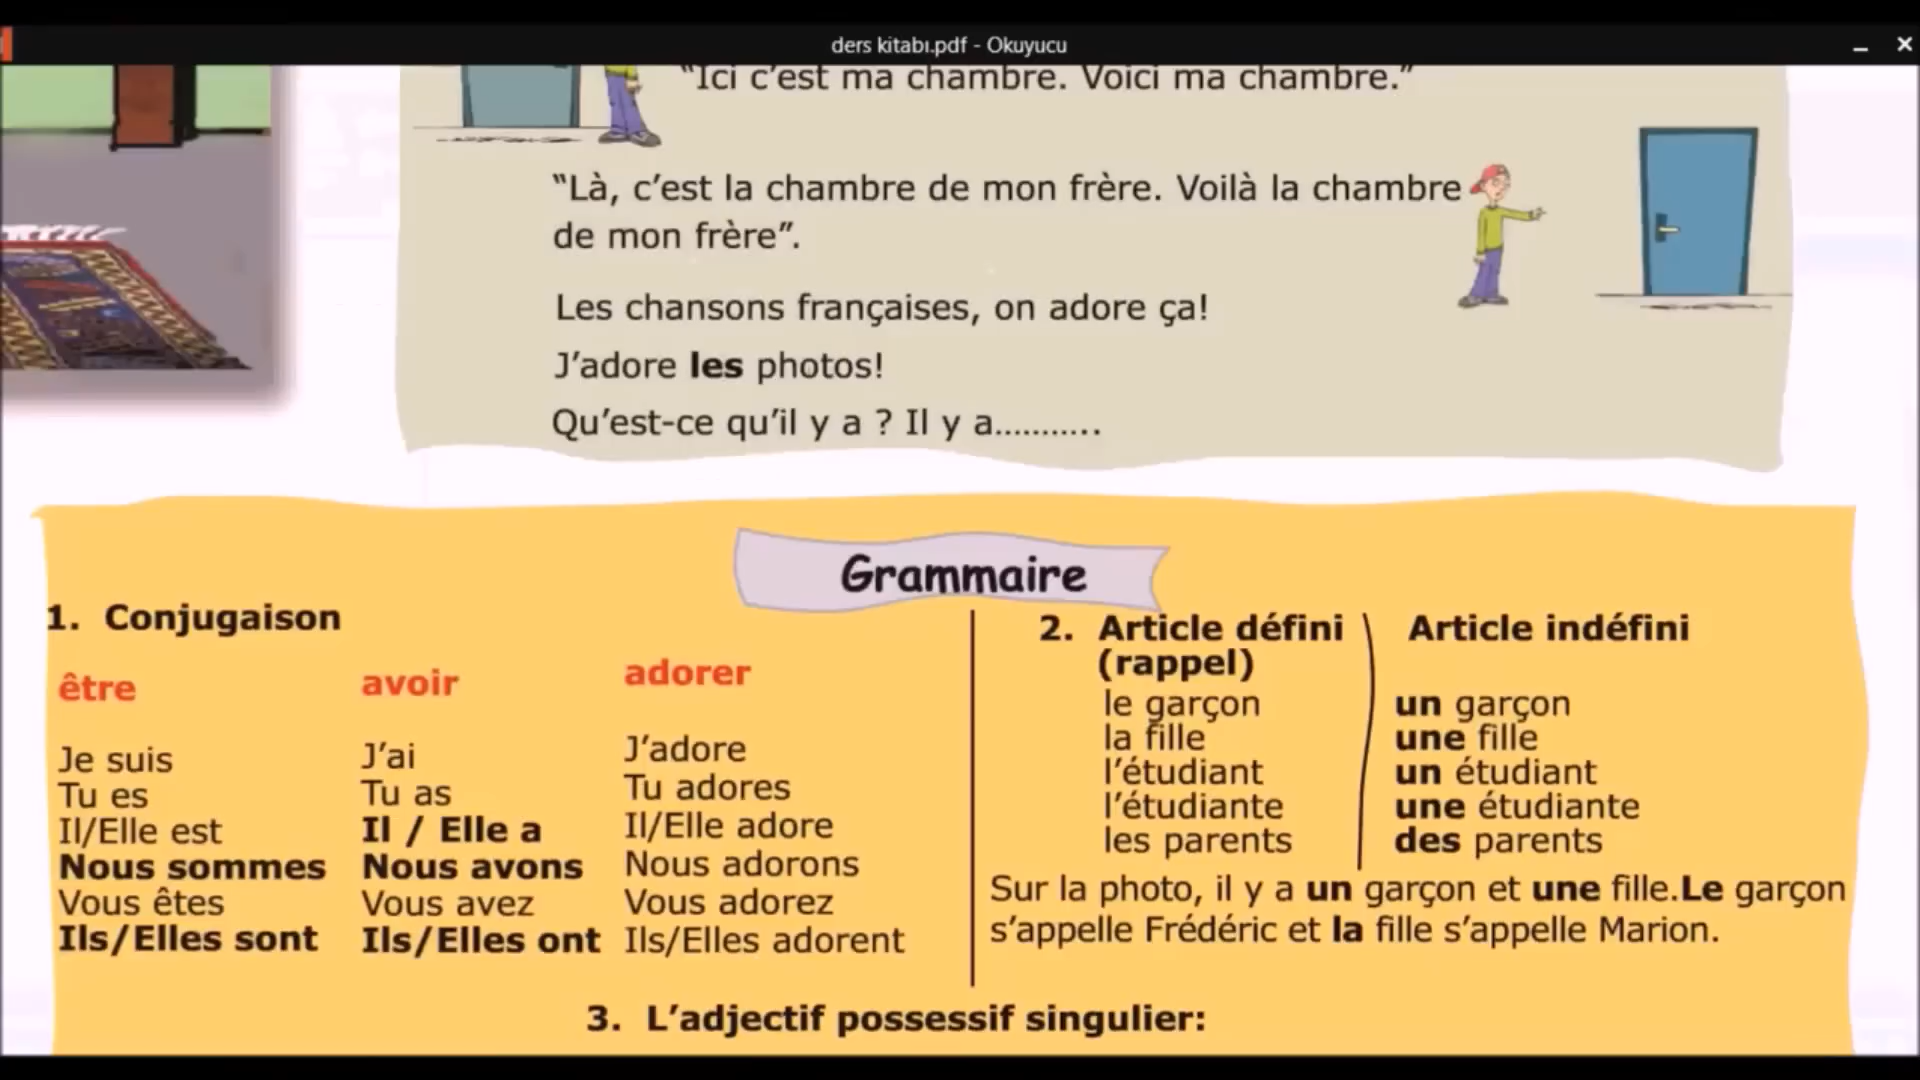 ders kitabı.pdf - Okuyucu
"Ici c'est ma chambre. Voici ma chambre."
“Là, c’est la chambre de mon frère. Voilà la chambre
de mon frère”.
Les chansons françaises, on adore ça!
J’adore les photos!
Qu’est-ce qu’il y a ? Il y a...........
Grammaire
1. Conjugaison
être
Je suis
Tu es
Il/Elle est
Nous sommes
Vous êtes
Ils/Elles sont
avoir
J’ai
Tu as
Il / Elle a
Nous avons
Vous avez
Ils/Elles ont
adorer
J’adore
Tu adores
Il/Elle adore
Nous adorons
Vous adorez
Ils/Elles adorent
2. Article défini
(rappel)
le garçon
la fille
l’étudiant
l’étudiante
les parents
Article indéfini
un garçon
une fille
un étudiant
une étudiante
des parents
Sur la photo, il y a un garçon et une fille.Le garçon
s’appelle Frédéric et la fille s’appelle Marion.
3. L’adjectif possessif singulier: